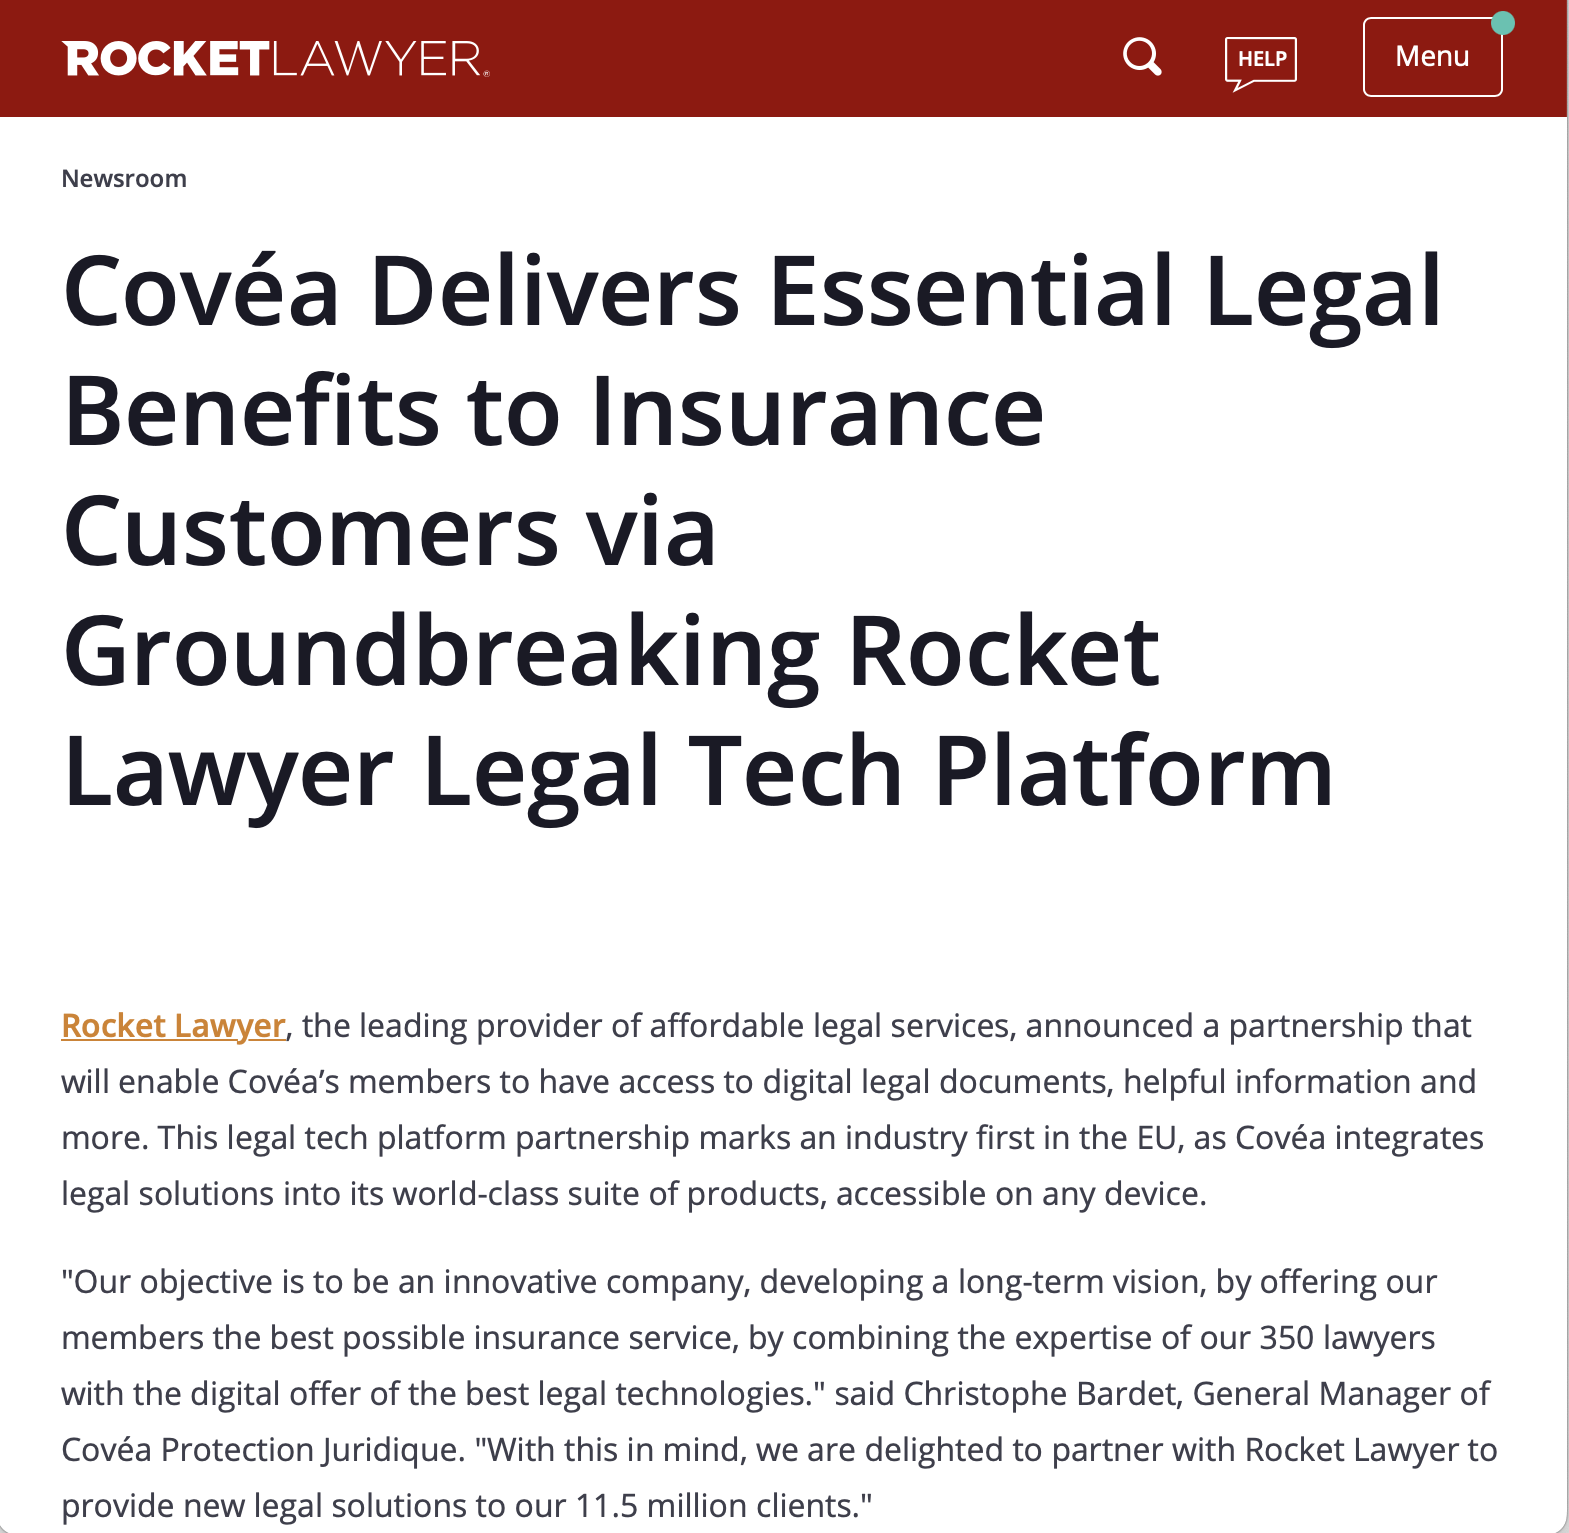 ROCKETLAWYER®
HELP
Menu
Newsroom
Covéa Delivers Essential Legal
Benefits to Insurance
Customers via
Groundbreaking Rocket
Lawyer Legal Tech Platform
Rocket Lawyer, the leading provider of affordable legal services, announced a partnership that
will enable Covéa’s members to have access to digital legal documents, helpful information and
more. This legal tech platform partnership marks an industry first in the EU, as Covéa integrates
legal solutions into its world-class suite of products, accessible on any device.
"Our objective is to be an innovative company, developing a long-term vision, by offering our
members the best possible insurance service, by combining the expertise of our 350 lawyers
with the digital offer of the best legal technologies." said Christophe Bardet, General Manager of
Covéa Protection Juridique. "With this in mind, we are delighted to partner with Rocket Lawyer to
provide new legal solutions to our 11.5 million clients."